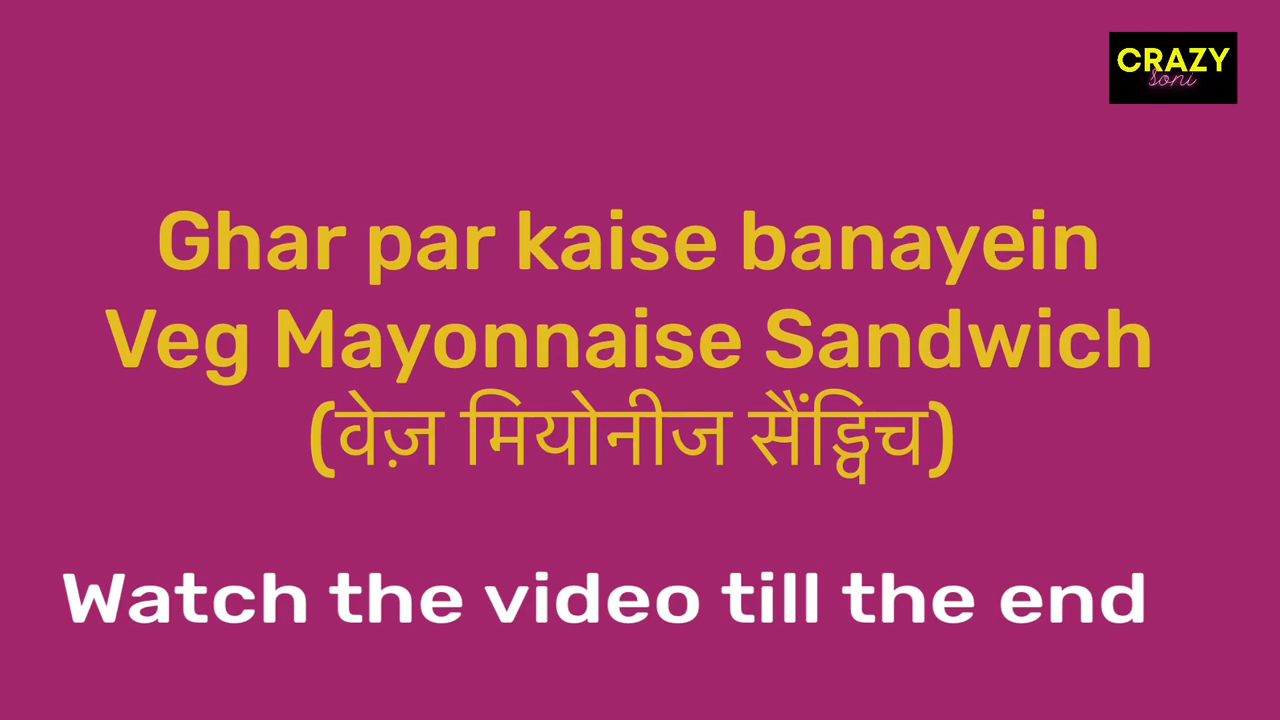 CRAZY
soni
Ghar par kaise banayein
Veg Mayonnaise Sandwich
(वेज़ मियोनीज सैंड्विच)
Watch the video till the end